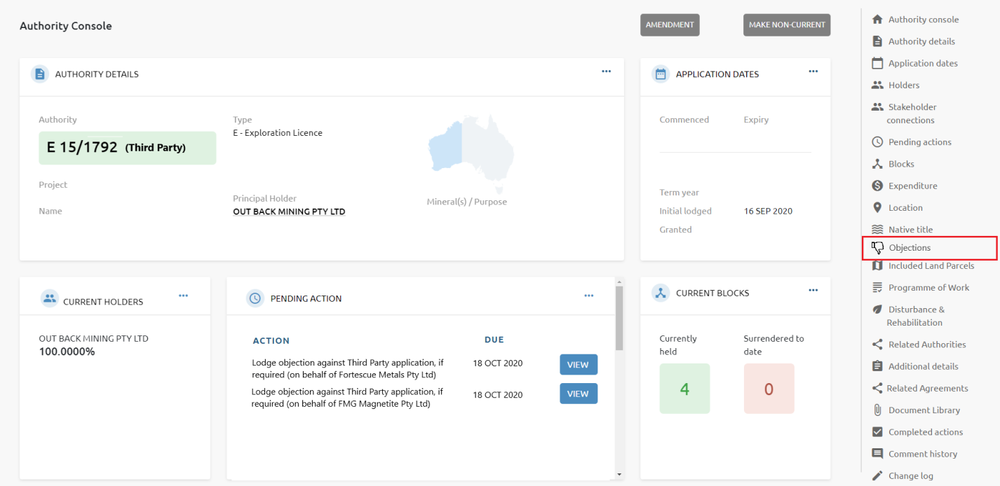 Authority Console
AMENDMENT
MAKE NON-CURRENT
AUTHORITY DETAILS
Authority
E 15/1792 (Third Party)
Project
Name
Type
E - Exploration Licence
Principal Holder
OUT BACK MINING PTY LTD
Mineral(s) / Purpose
APPLICATION DATES
Commenced Expiry
Term year
Initial lodged 16 SEP 2020
Granted
CURRENT HOLDERS
OUT BACK MINING PTY LTD
100.0000%
PENDING ACTION
ACTION DUE
Lodge objection against Third Party application, if
required (on behalf of Fortescue Metals Pty Ltd)
18 OCT 2020
VIEW
Lodge objection against Third Party application, if
required (on behalf of FMG Magnetite Pty Ltd)
18 OCT 2020
VIEW
CURRENT BLOCKS
Currently
held
4
Surrendered to
date
0
Authority console
Authority details
Application dates
Holders
Stakeholder
connections
Pending actions
Blocks
Expenditure
Location
Native title
Objections
Included Land Parcels
Programme of Work
Disturbance &
Rehabilitation
Related Authorities
Additional details
Related Agreements
Document Library
Completed actions
Comment history
Change log